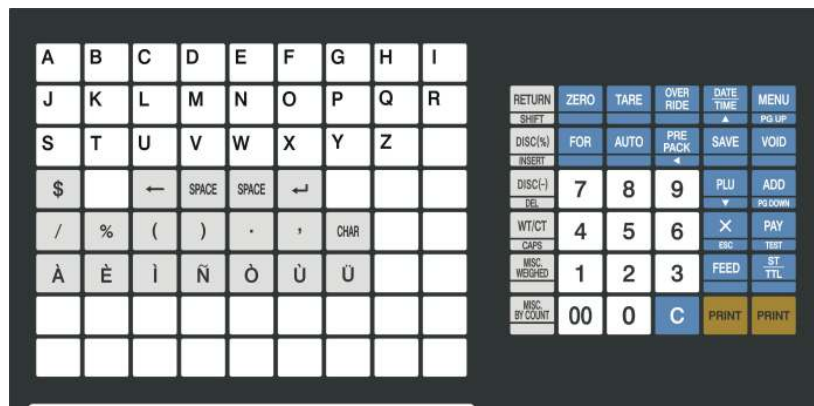 A B C D E F G H I
J K L M N O P Q R
S T U V W X Y Z
$ ← SPACE SPACE ↵
/ % ( ) · , CHAR
À È Ì Ñ Ò Ù Ü
RETURN ZERO TARE OVER RIDE DATE TIME MENU
SHIFT ▲ PG UP
DISC(%) FOR AUTO PRE PACK SAVE VOID
INSERT ◀
DISC(-) 7 8 9 PLU ADD
DEL ▼ PG DOWN
WT/CT 4 5 6 × PAY
CAPS ESC TEST
MISC. WEIGHED 1 2 3 FEED ST TTL
MISC. BY COUNT 00 0 C PRINT PRINT